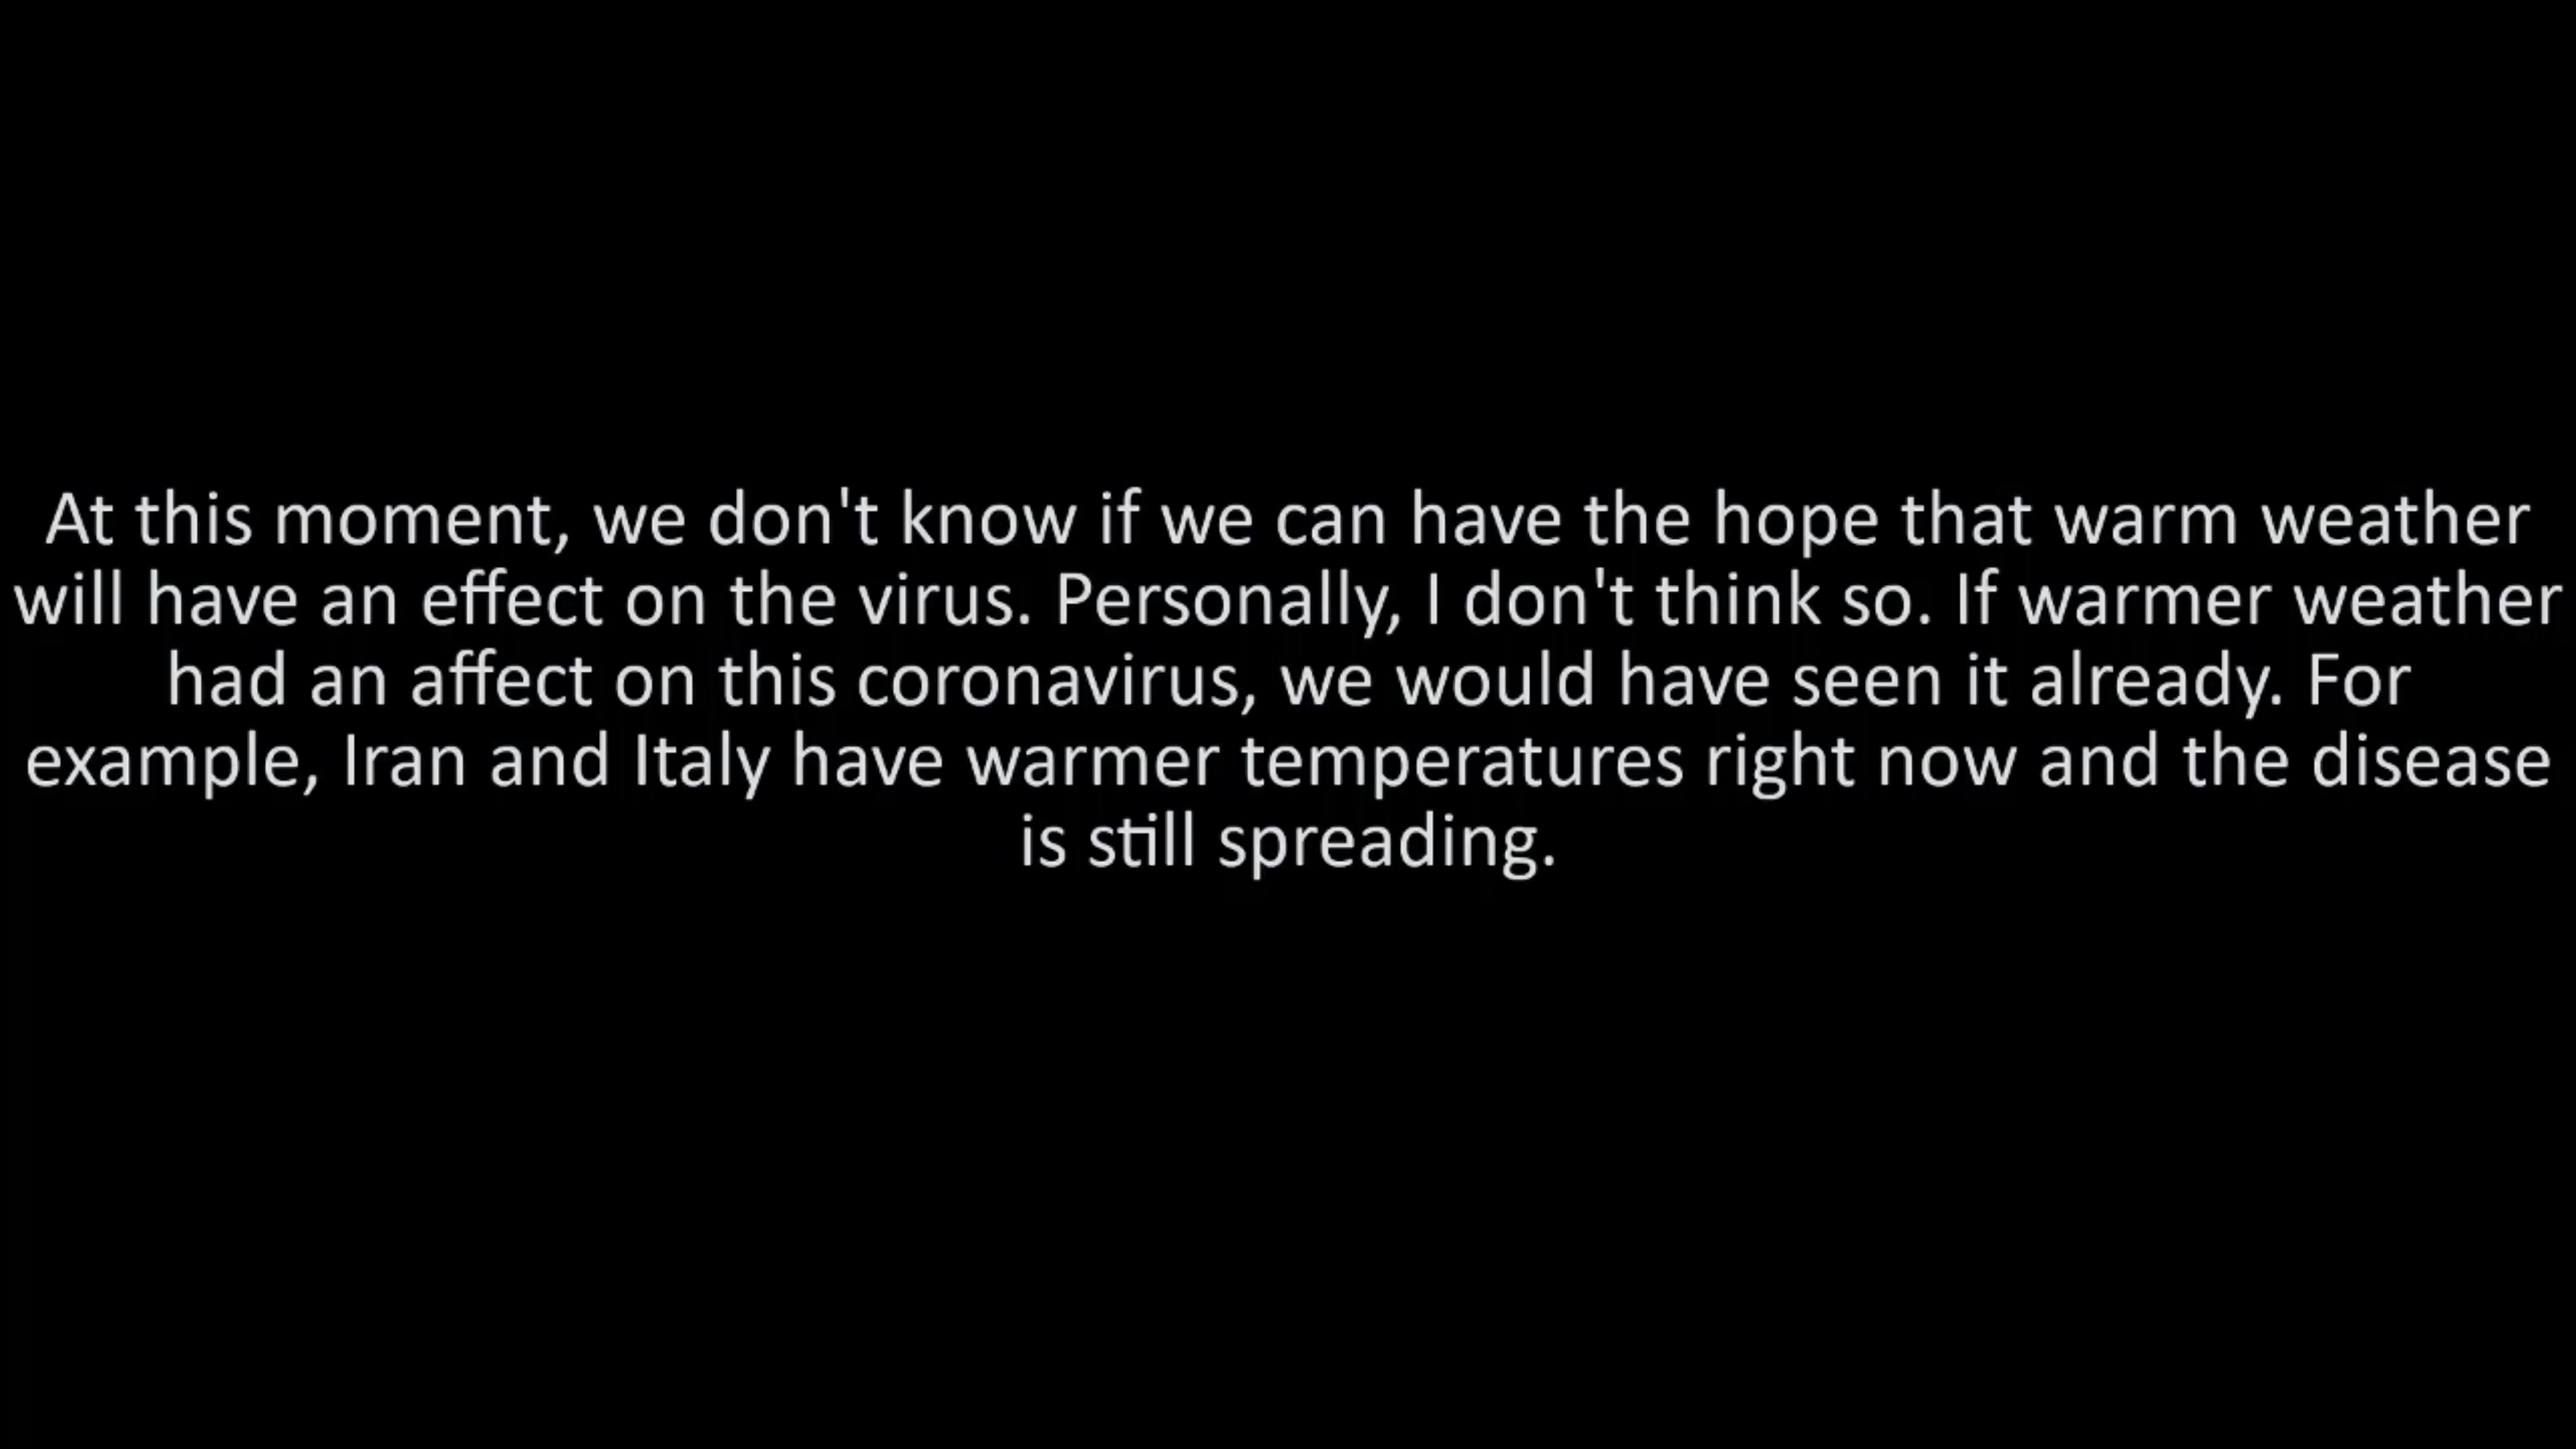 At this moment, we don't know if we can have the hope that warm weather
will have an effect on the virus. Personally, I don't think so. If warmer weather
had an affect on this coronavirus, we would have seen it already. For
example, Iran and Italy have warmer temperatures right now and the disease
is still spreading.